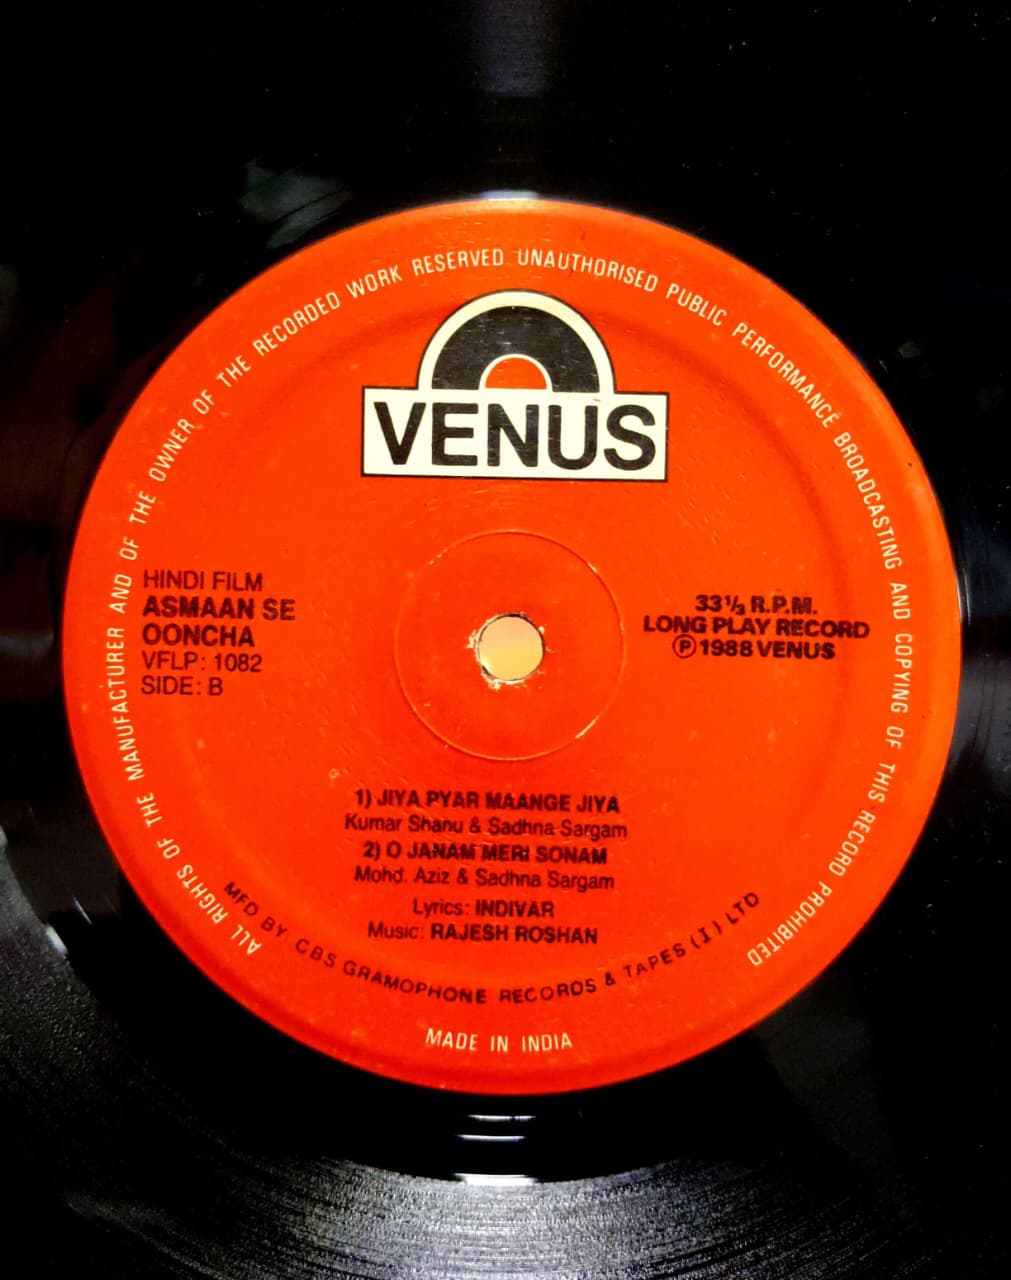 ALL RIGHTS OF THE MANUFACTURER AND OF THE OWNER OF THE RECORDED WORK RESERVED UNAUTHORISED PUBLIC PERFORMANCE BROADCASTING AND COPYING OF THIS RECORD PROHIBITED
VENUS
HINDI FILM
ASMAAN SE
OONCHA
VFLP: 1082
SIDE: B
33 1/3 R.P.M.
LONG PLAY RECORD
Ⓟ 1988 VENUS
1) JIYA PYAR MAANGE JIYA
Kumar Shanu & Sadhna Sargam
2) O JANAM MERI SONAM
Mohd. Aziz & Sadhna Sargam
Lyrics: INDIVAR
Music: RAJESH ROSHAN
MFD BY CBS GRAMOPHONE RECORDS & TAPES (I) LTD
MADE IN INDIA